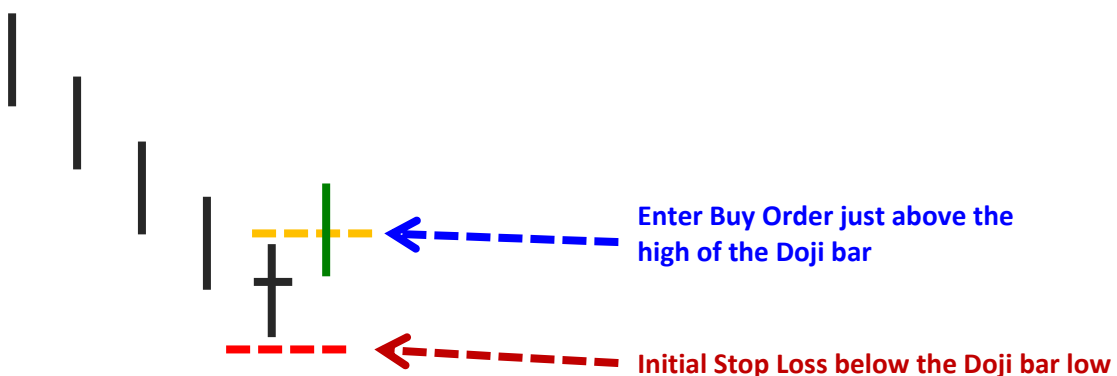 Enter Buy Order just above the
high of the Doji bar
Initial Stop Loss below the Doji bar low